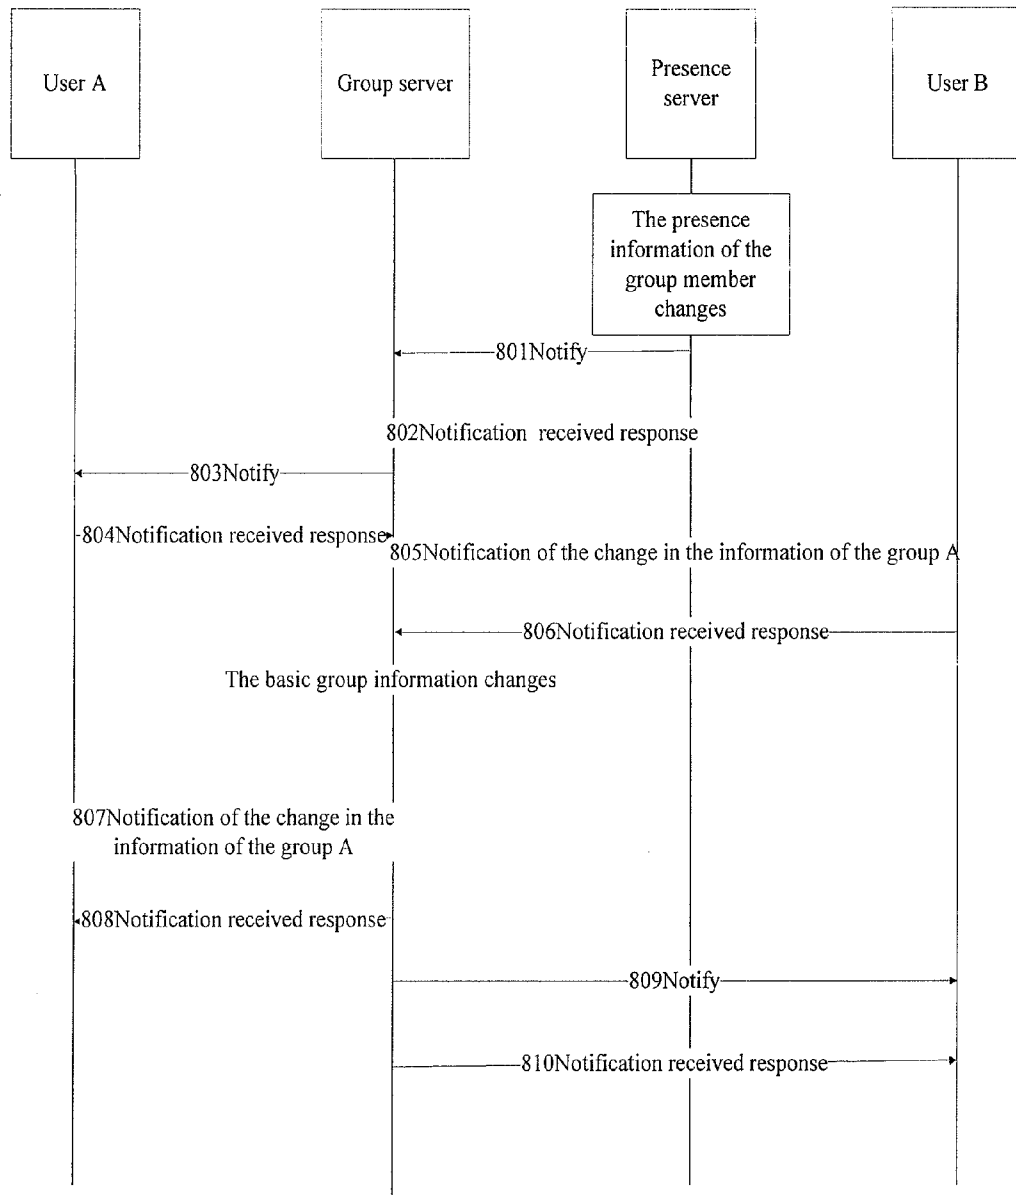 User A
Group server
Presence
server
User B
The presence
information of the
group member
changes
801Notify
802Notification received response
803Notify
804Notification received response
805Notification of the change in the information of the group A
806Notification received response
The basic group information changes
807Notification of the change in the
information of the group A
808Notification received response
809Notify
810Notification received response